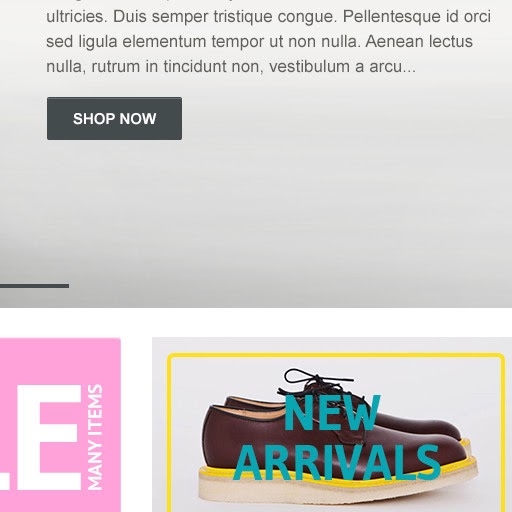 ultricies. Duis semper tristique congue. Pellentesque id orci
sed ligula elementum tempor ut non nulla. Aenean lectus
nulla, rutrum in tincidunt non, vestibulum a arcu...
SHOP NOW
LE
MANY ITEMS
NEW
ARRIVALS